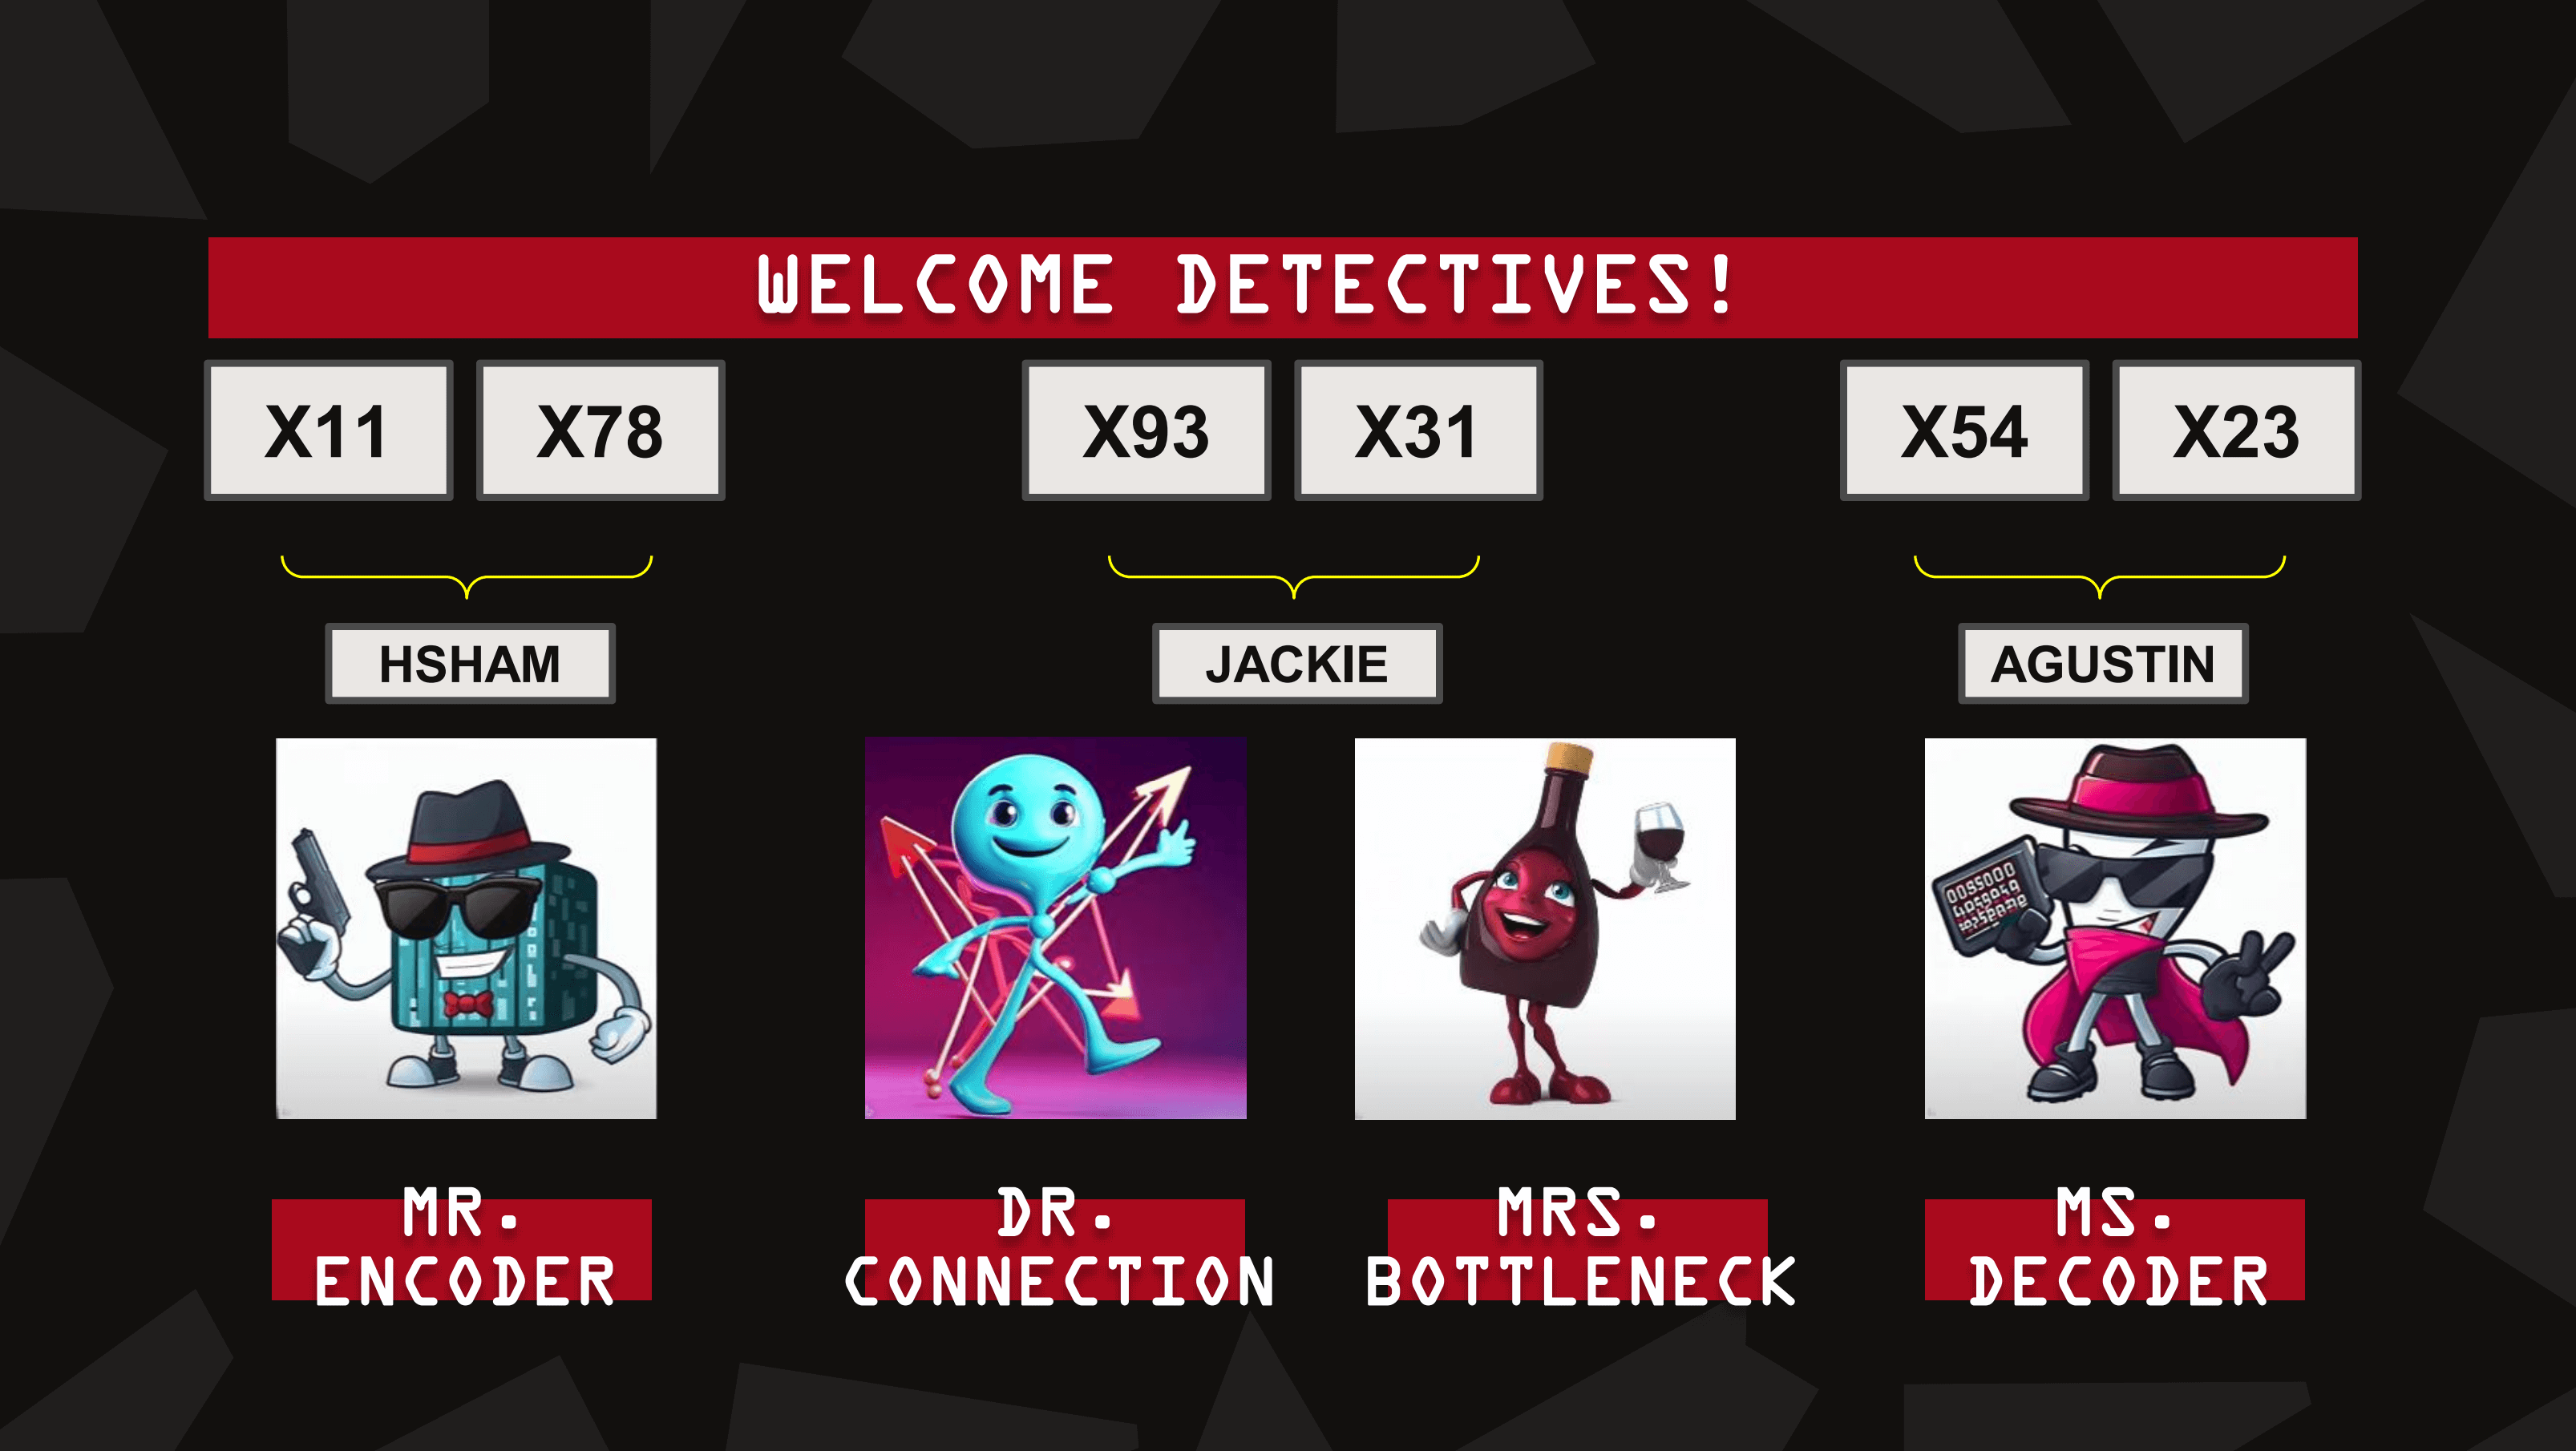 WELCOME DETECTIVES!
X11 X78 X93 X31 X54 X23
HSHAM JACKIE AGUSTIN
MR.
ENCODER
DR.
CONNECTION
MRS.
BOTTLENECK
MS.
DECODER